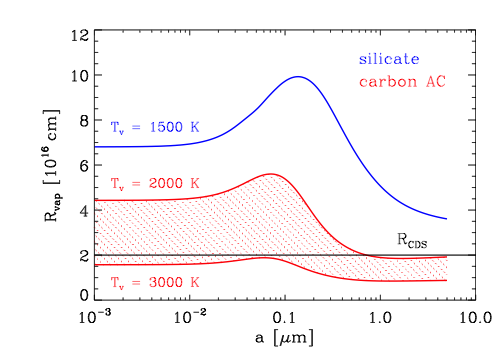 12
10
8
6
4
2
0
R_vap [10^16 cm]
silicate
carbon AC
T_v = 1500 K
T_v = 2000 K
R_CDS
T_v = 3000 K
10^-3 10^-2 0.1 1.0 10.0
a [μm]